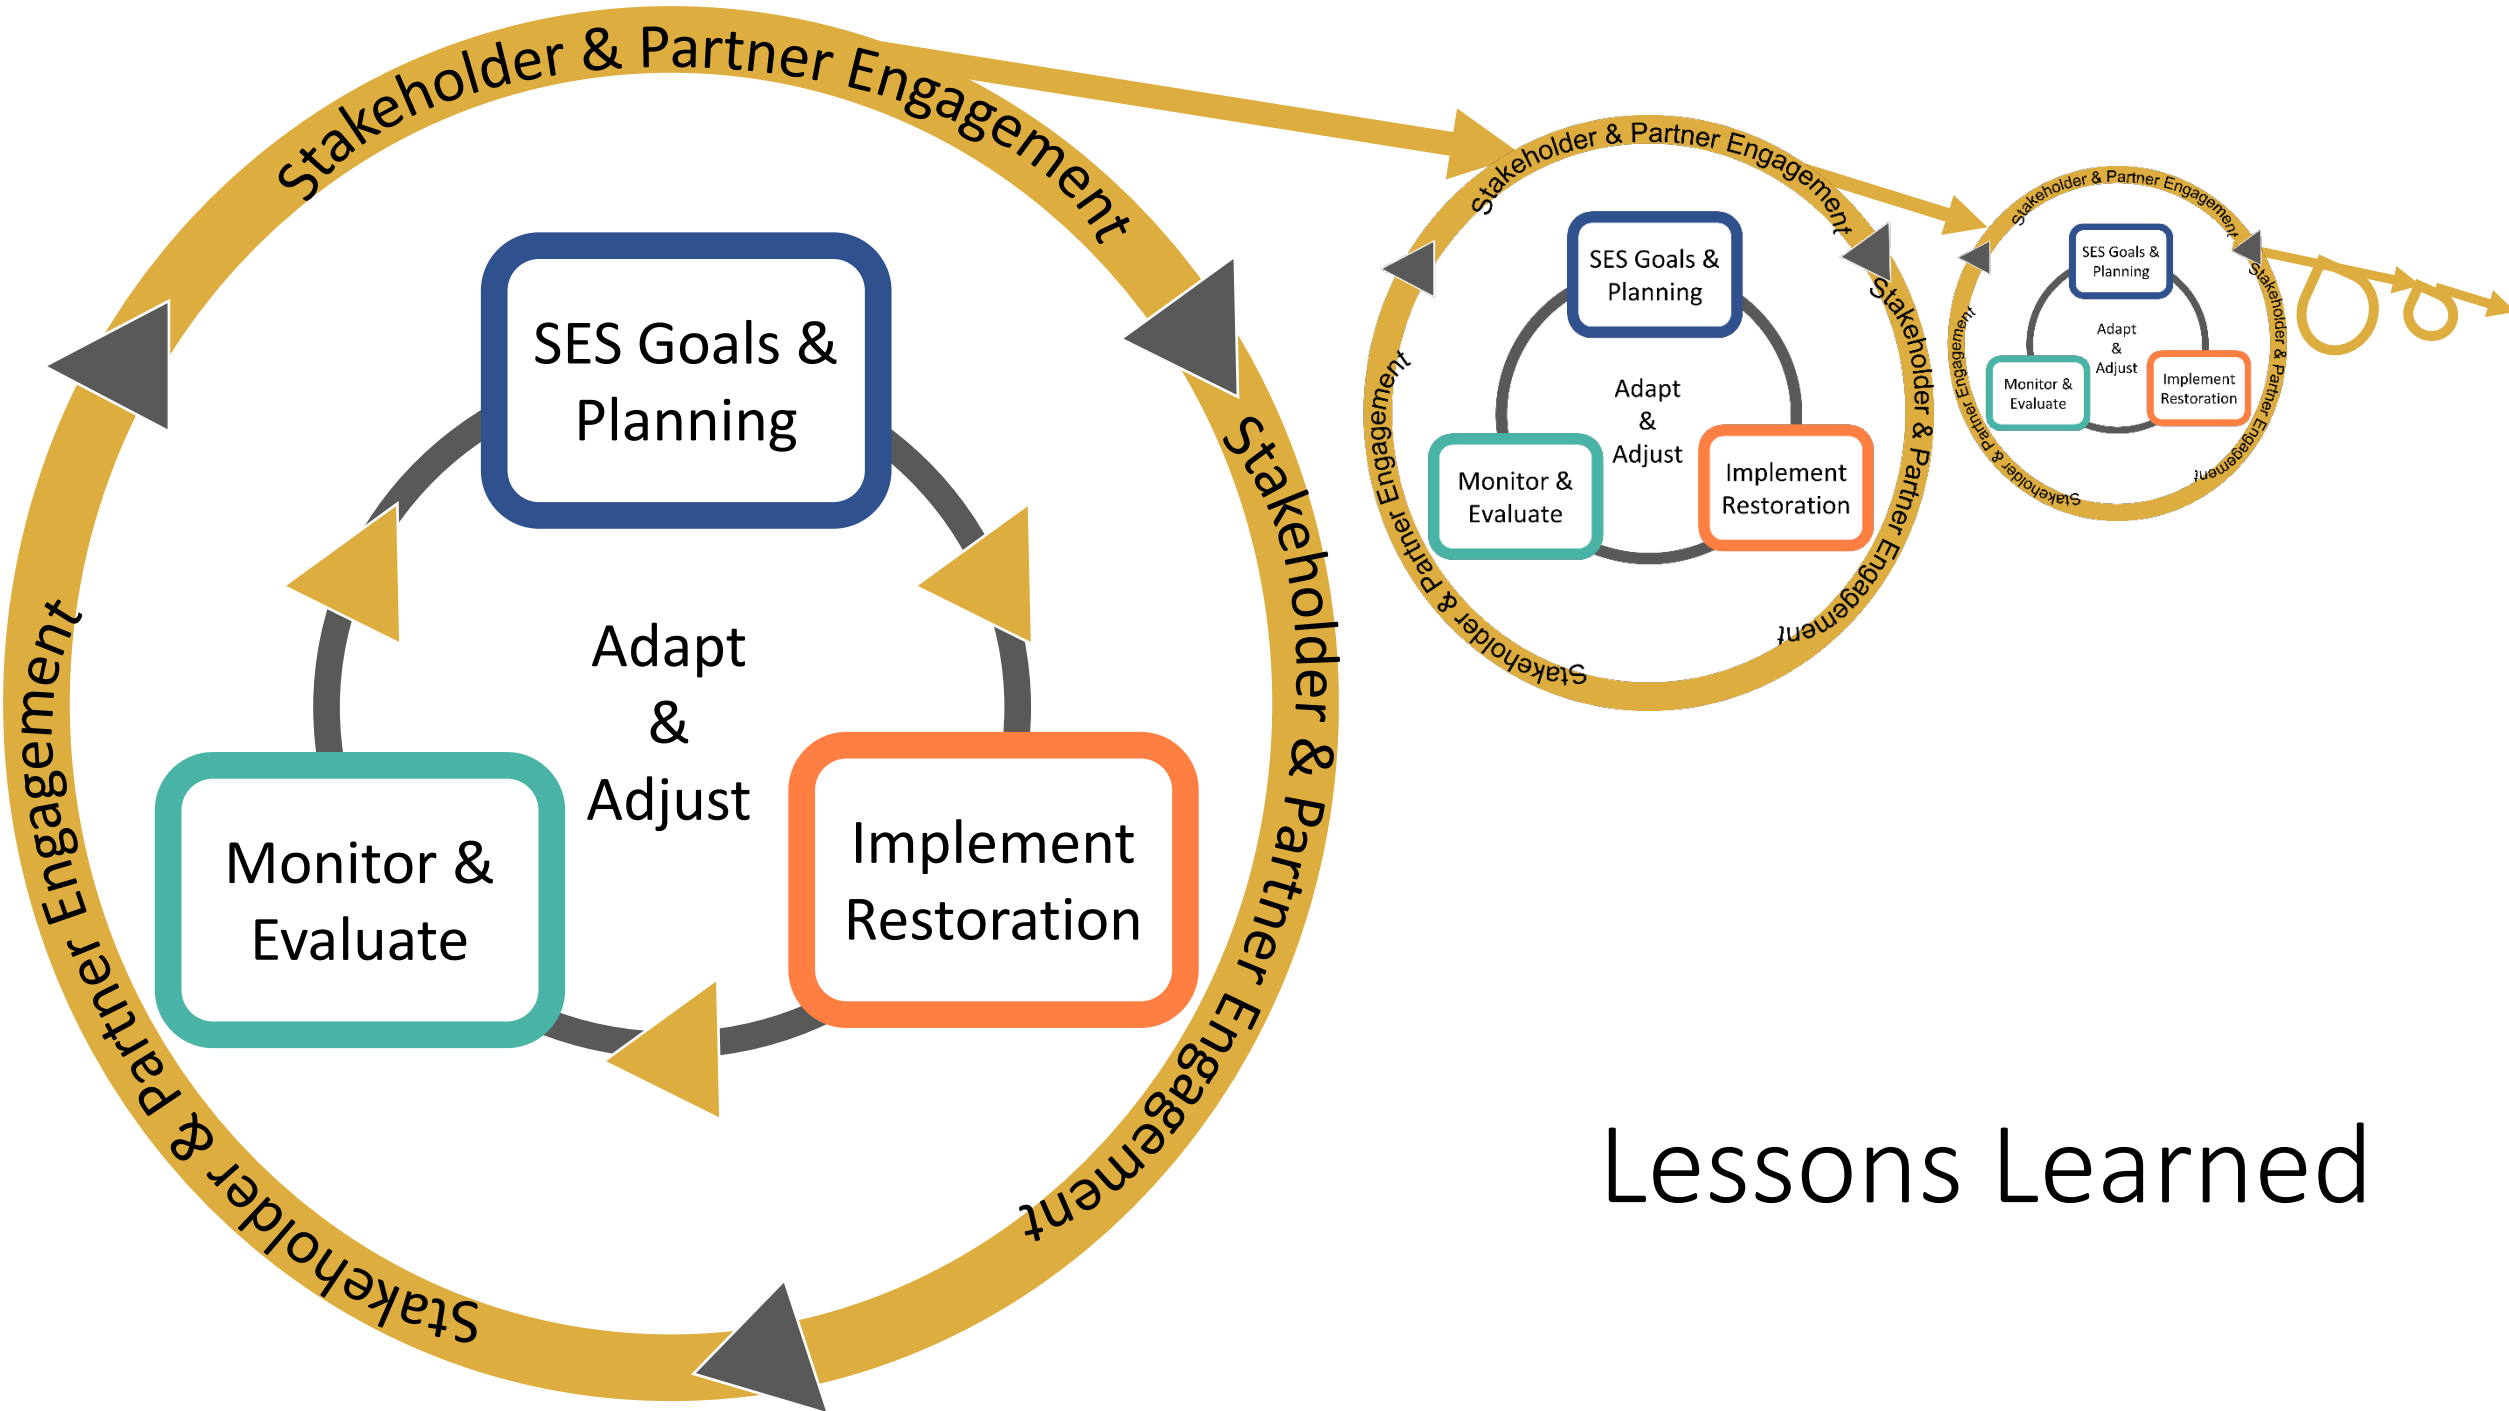 Stakeholder & Partner Engagement
Stakeholder & Partner Engagement
Stakeholder & Partner Engagement
SES Goals &
Planning
Adapt
&
Adjust
Monitor &
Evaluate
Implement
Restoration
Stakeholder & Partner Engagement
Stakeholder & Partner Engagement
Stakeholder & Partner Engagement
SES Goals &
Planning
Adapt
&
Adjust
Monitor &
Evaluate
Implement
Restoration
Stakeholder & Partner Engagement
Stakeholder & Partner Engagement
Stakeholder & Partner Engagement
SES Goals &
Planning
Adapt
&
Adjust
Monitor &
Evaluate
Implement
Restoration
Lessons Learned